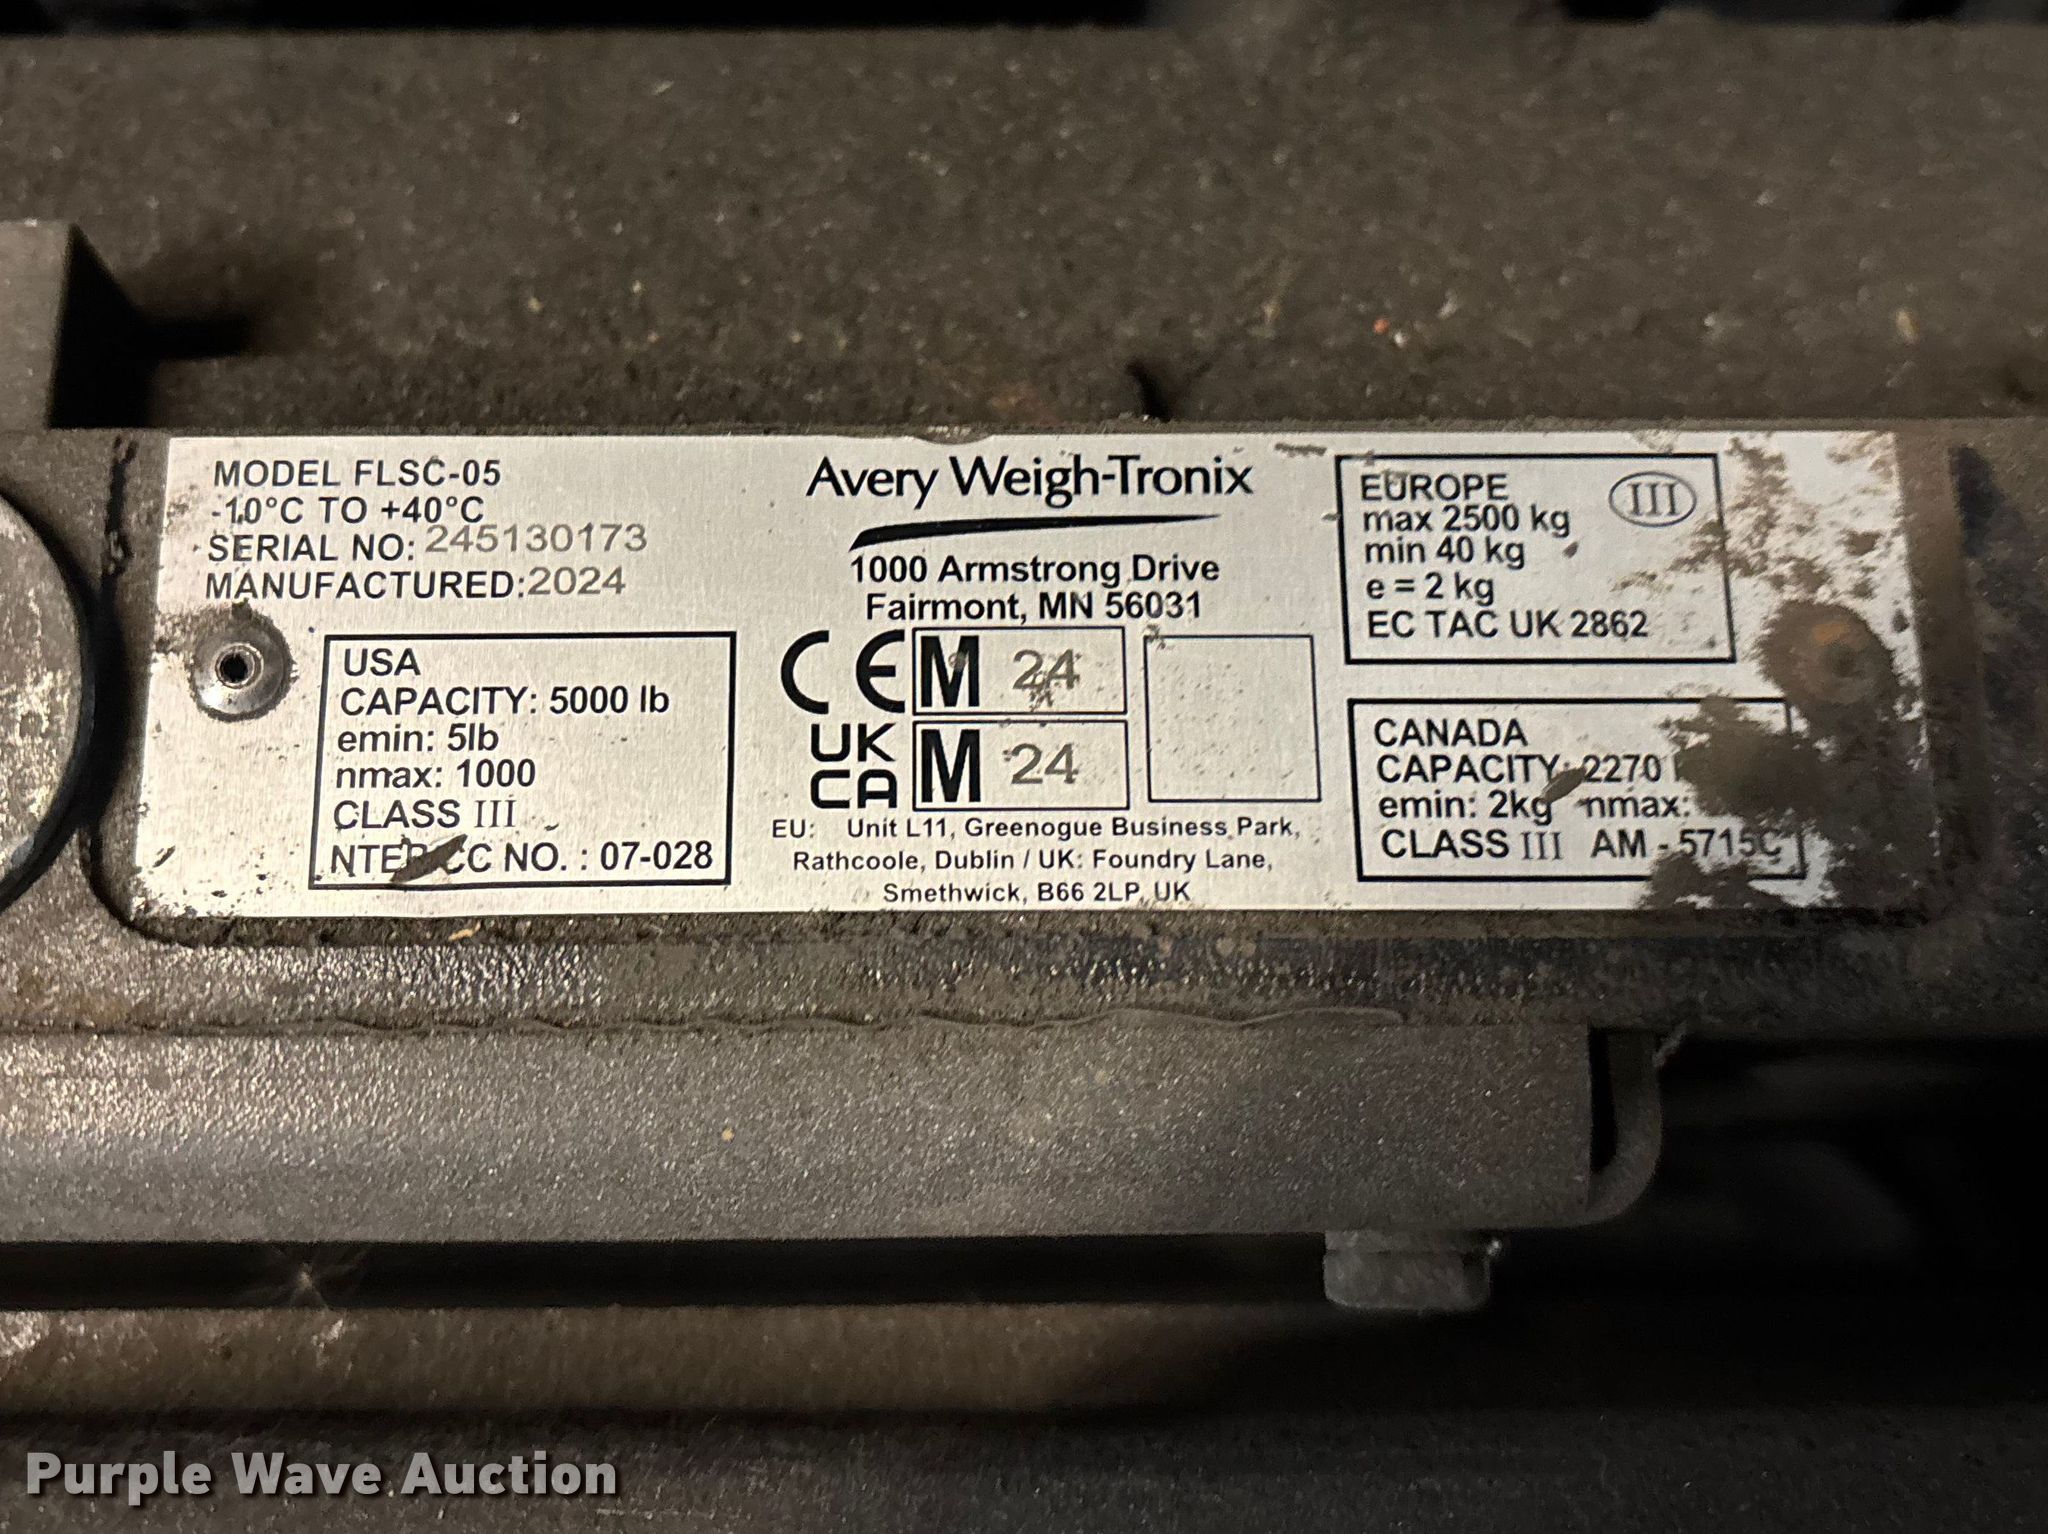 MODEL FLSC-05
-10°C TO +40°C
SERIAL NO: 245130173
MANUFACTURED: 2024
USA
CAPACITY: 5000 lb
emin: 5lb
nmax: 1000
CLASS III
NO. : 07-028
Avery Weigh-Tronix
1000 Armstrong Drive
Fairmont, MN 56031
CE M 24
UK
CA M 24
EU: Unit L11, Greenogue Business Park,
Rathcoole, Dublin / UK: Foundry Lane,
Smethwick, B66 2LP, UK
EUROPE III
max 2500 kg
min 40 kg
e = 2 kg
EC TAC UK 2862
CANADA
CAPACITY: 2270
emin: 2kg nmax:
CLASS III AM - 5715C
Purple Wave Auction